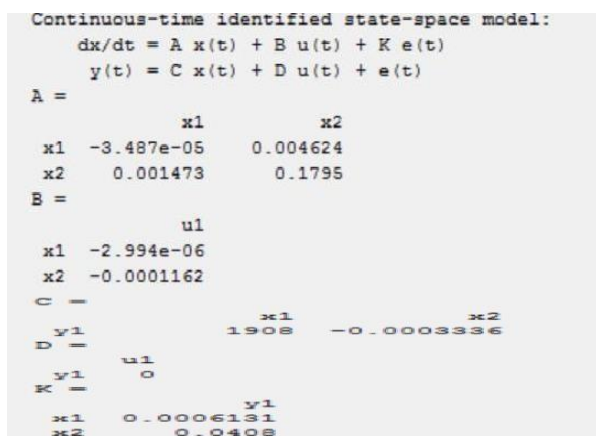 Continuous-time identified state-space model:
dx/dt = A x(t) + B u(t) + K e(t)
y(t) = C x(t) + D u(t) + e(t)
A =
x1 x2
x1 -3.487e-05 0.004624
x2 0.001473 0.1795
B =
u1
x1 -2.994e-06
x2 -0.0001162
C =
x1 x2
y1 1908 -0.0003336
D =
u1
y1 0
K =
y1
x1 0.0006131
x2 0.0408